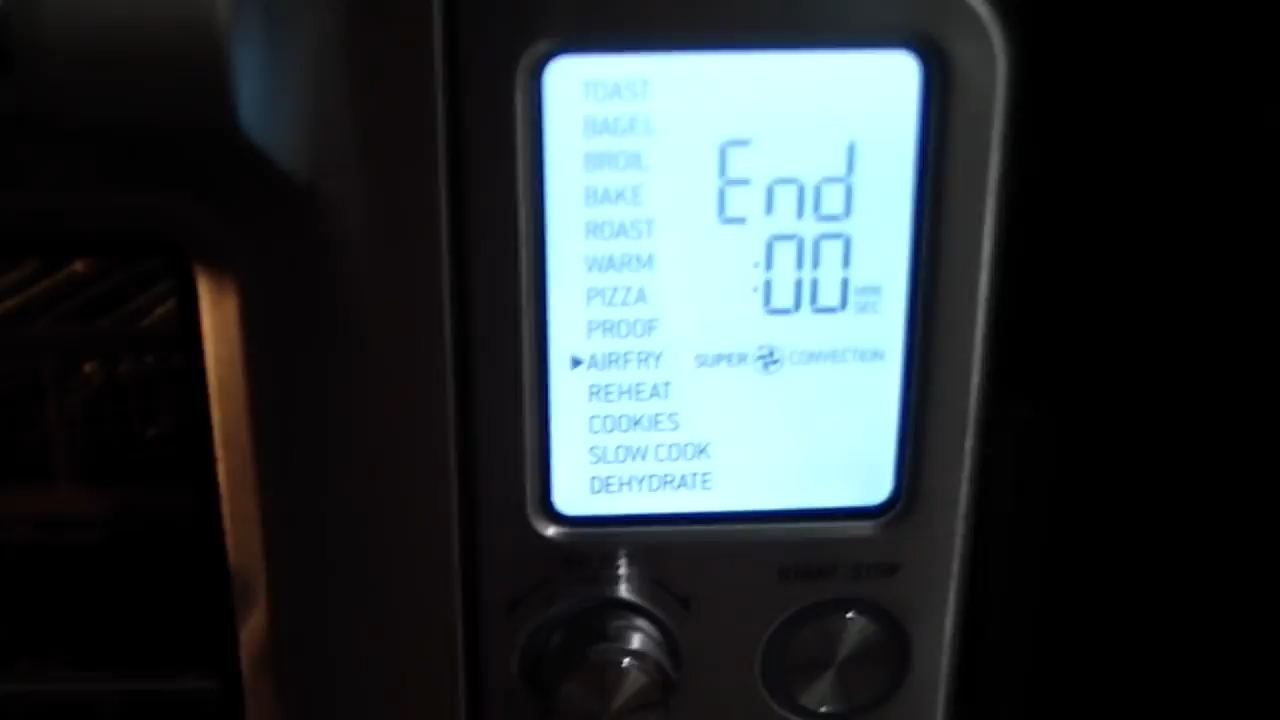 TOAST
BAGEL
BROIL
BAKE
ROAST
WARM
PIZZA
PROOF
AIRFRY
REHEAT
COOKIES
SLOW COOK
DEHYDRATE
End
:00
SEC
SUPER CONVECTION
START/STOP